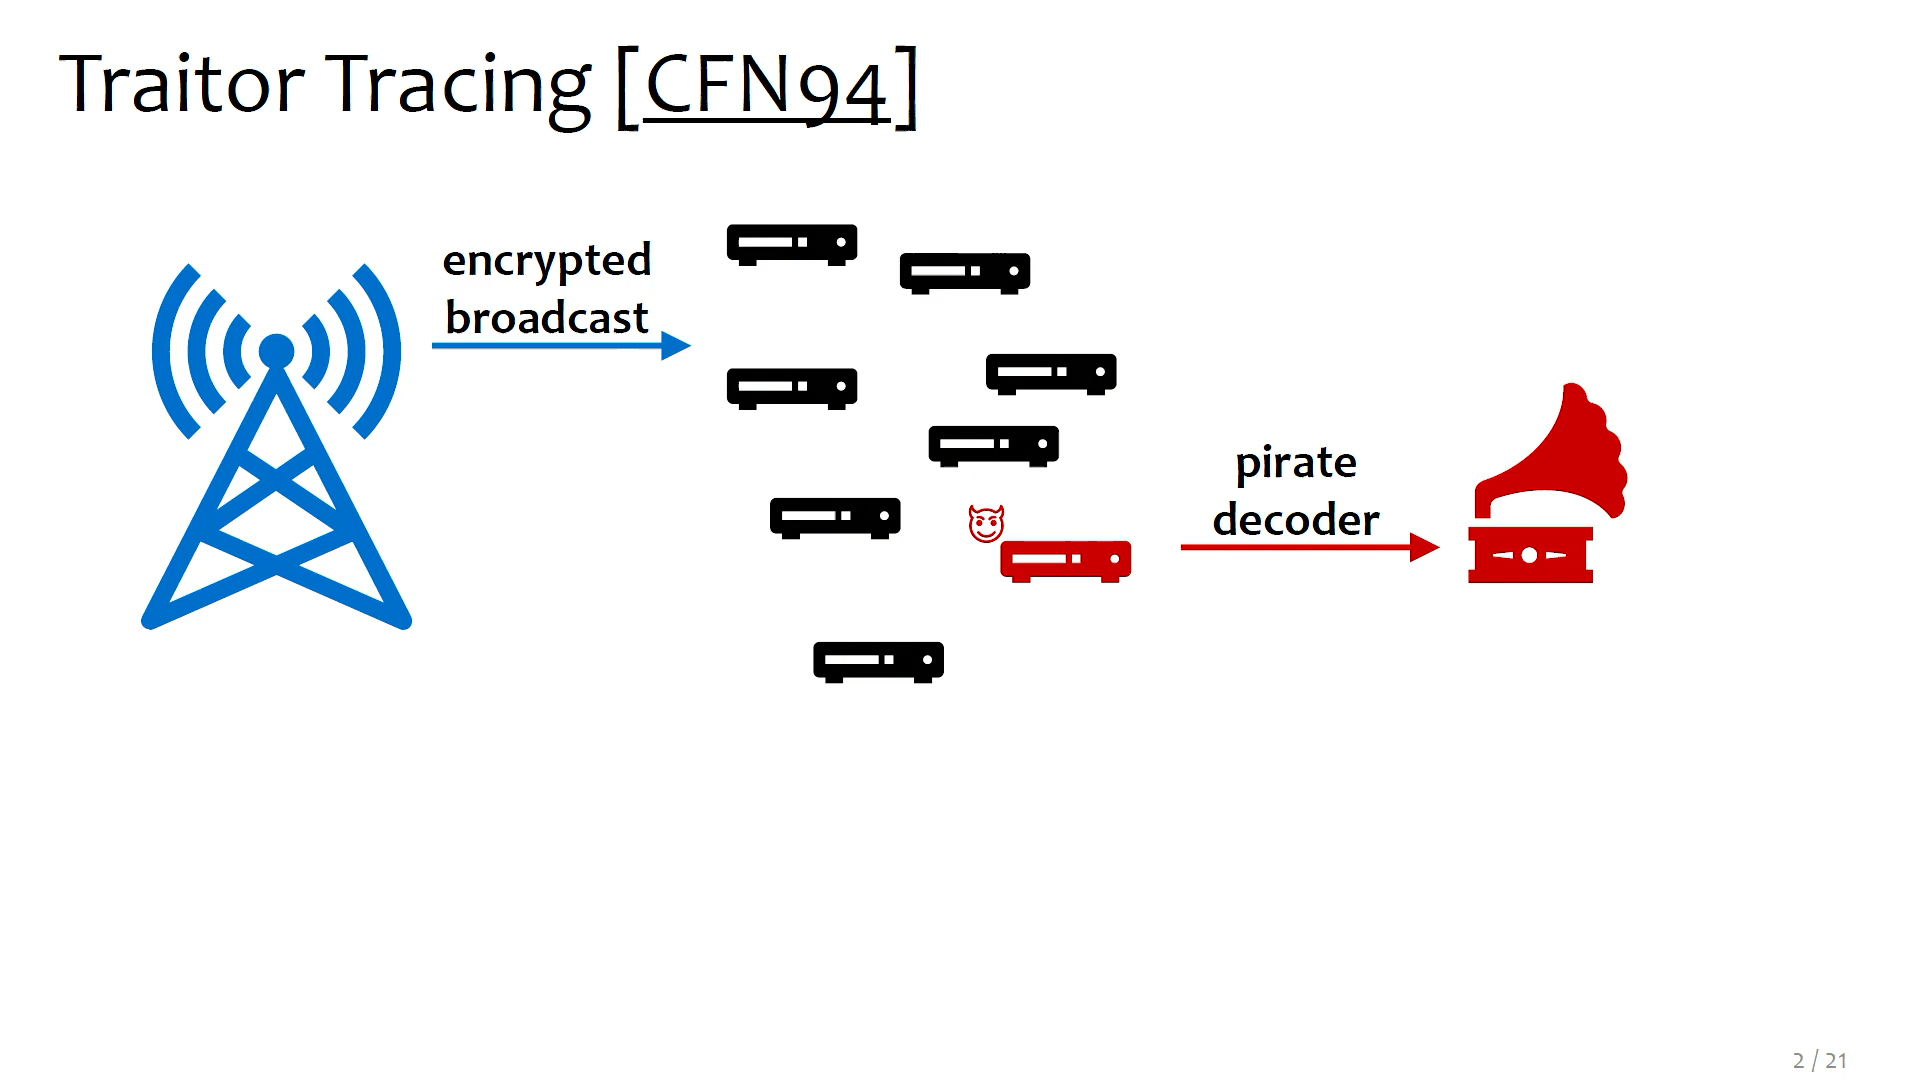 Traitor Tracing [CFN94]
encrypted
broadcast
pirate
decoder
2 / 21